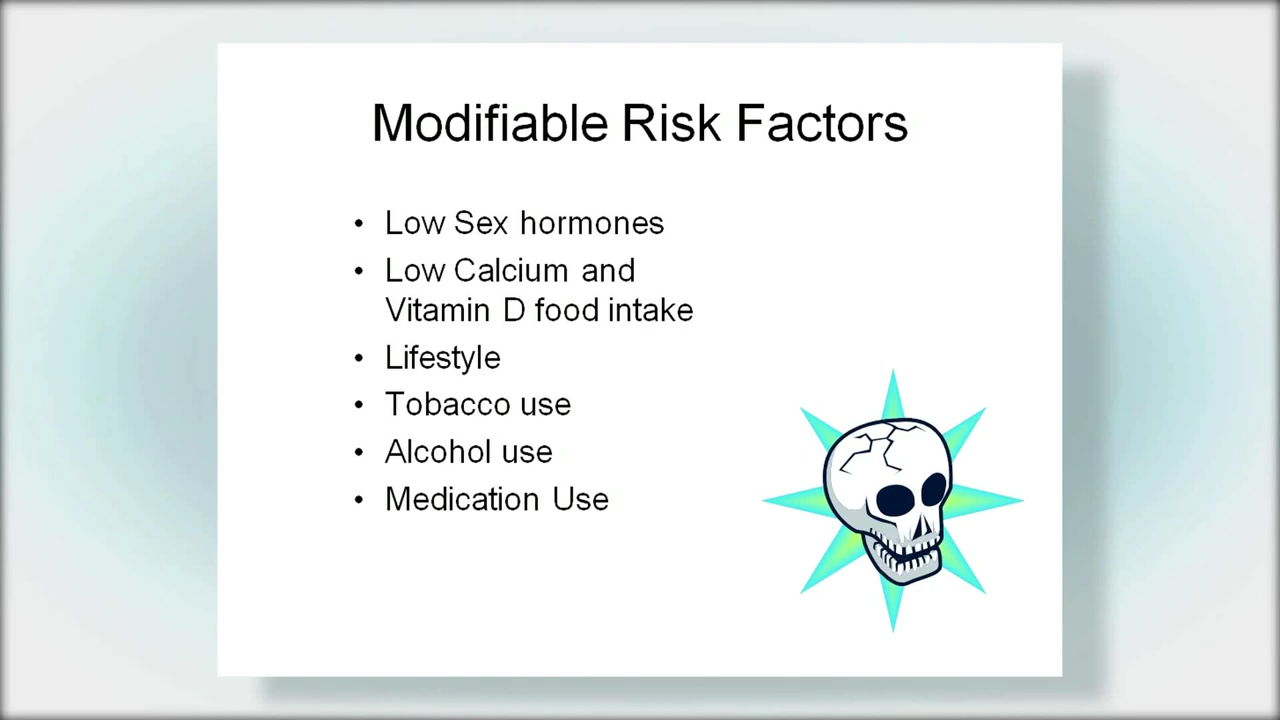 Modifiable Risk Factors
• Low Sex hormones
• Low Calcium and
Vitamin D food intake
• Lifestyle
• Tobacco use
• Alcohol use
• Medication Use